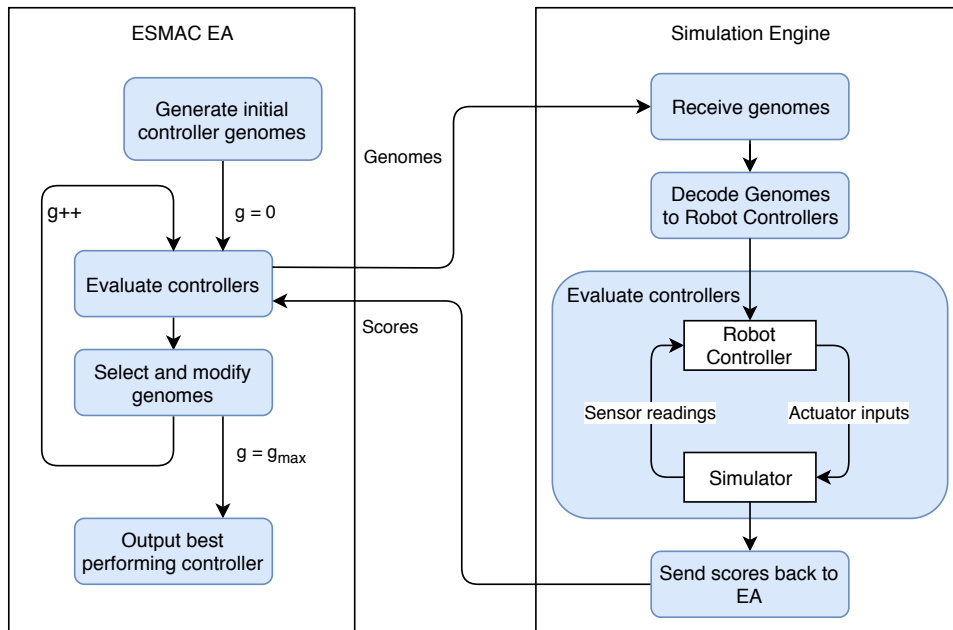 ESMAC EA
Generate initial
controller genomes
g++
g = 0
Evaluate controllers
Select and modify
genomes
g = gmax
Output best
performing controller
Genomes
Scores
Simulation Engine
Receive genomes
Decode Genomes
to Robot Controllers
Evaluate controllers
Robot
Controller
Sensor readings
Actuator inputs
Simulator
Send scores back to
EA